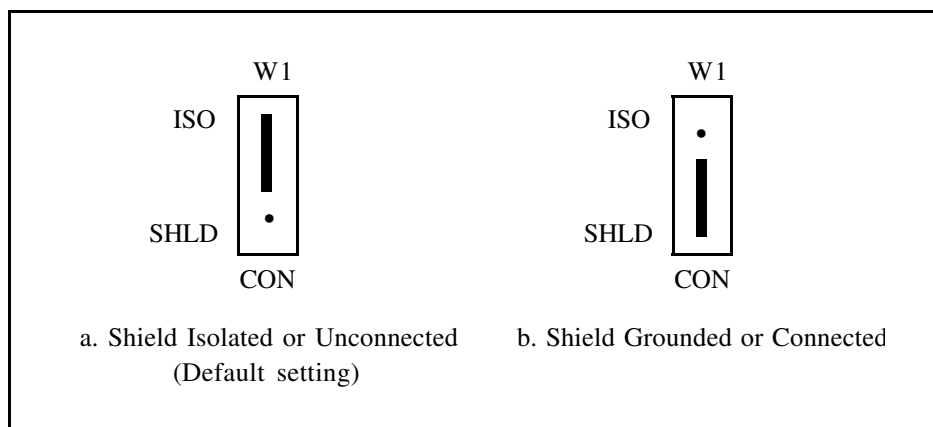 W1
ISO
SHLD
CON
a. Shield Isolated or Unconnected
(Default setting)
W1
ISO
SHLD
CON
b. Shield Grounded or Connected